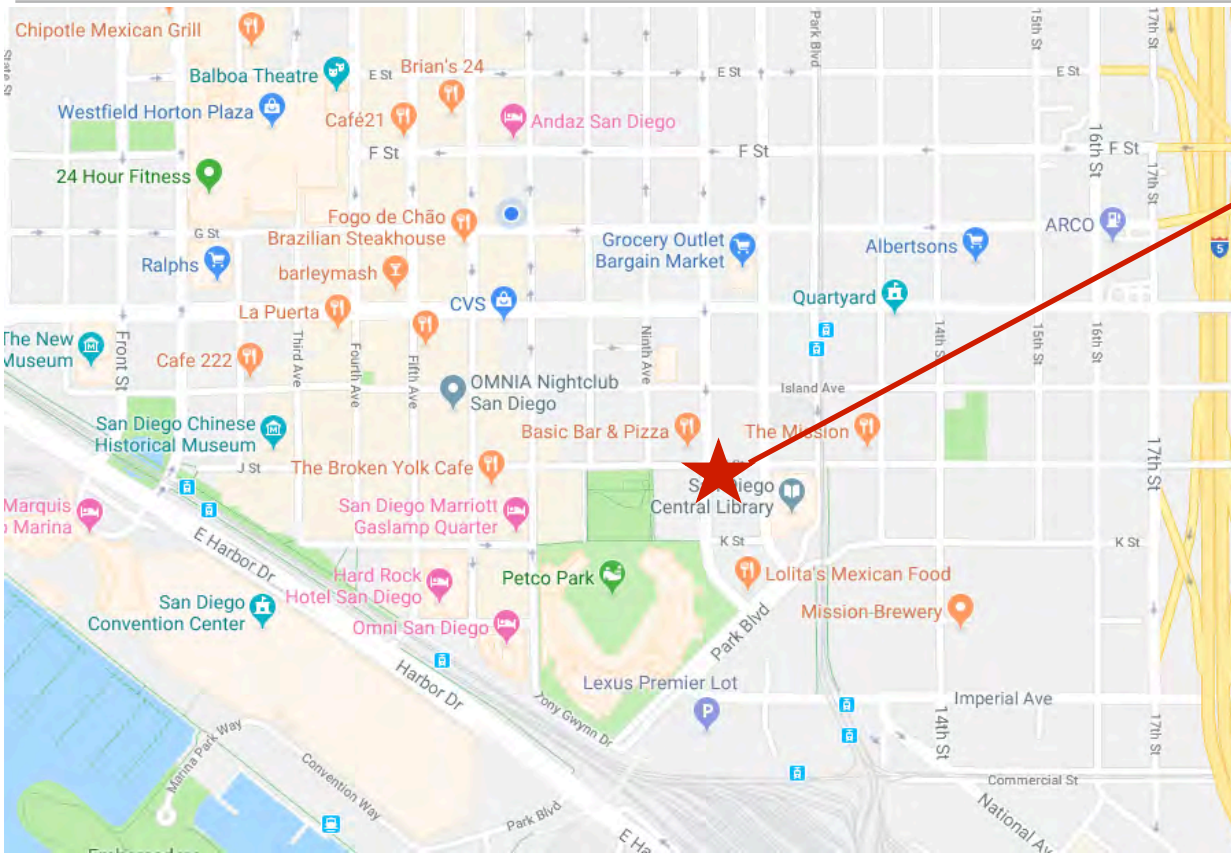 Chipotle Mexican Grill
Park Blvd
15th St
17th St
State St
Balboa Theatre
Brian's 24
E St
E St
E St
Westfield Horton Plaza
Café21
Andaz San Diego
16th St
F St
F St
F St
24 Hour Fitness
17th St
Fogo de Chão
Brazilian Steakhouse
G St
ARCO
Grocery Outlet
Bargain Market
Albertsons
5
Ralphs
barleymash
CVS
Quartyard
La Puerta
The New
Museum
Front St
Third Ave
Fourth Ave
Fifth Ave
Ninth Ave
14th St
15th St
16th St
Cafe 222
OMNIA Nightclub
San Diego
Island Ave
San Diego Chinese
Historical Museum
Basic Bar & Pizza
The Mission
J St
The Broken Yolk Cafe
17th St
San Diego
Central Library
Marquis
Marina
San Diego Marriott
Gaslamp Quarter
E Harbor Dr
K St
K St
Hard Rock
Hotel San Diego
Petco Park
Lolita's Mexican Food
San Diego
Convention Center
Omni San Diego
Mission-Brewery
Park Blvd
Harbor Dr
Lexus Premier Lot
P
Imperial Ave
Tony Gwynn Dr
14th St
17th St
Marina Park Way
Convention Way
Commercial St
Park Blvd
National Av
E Ha